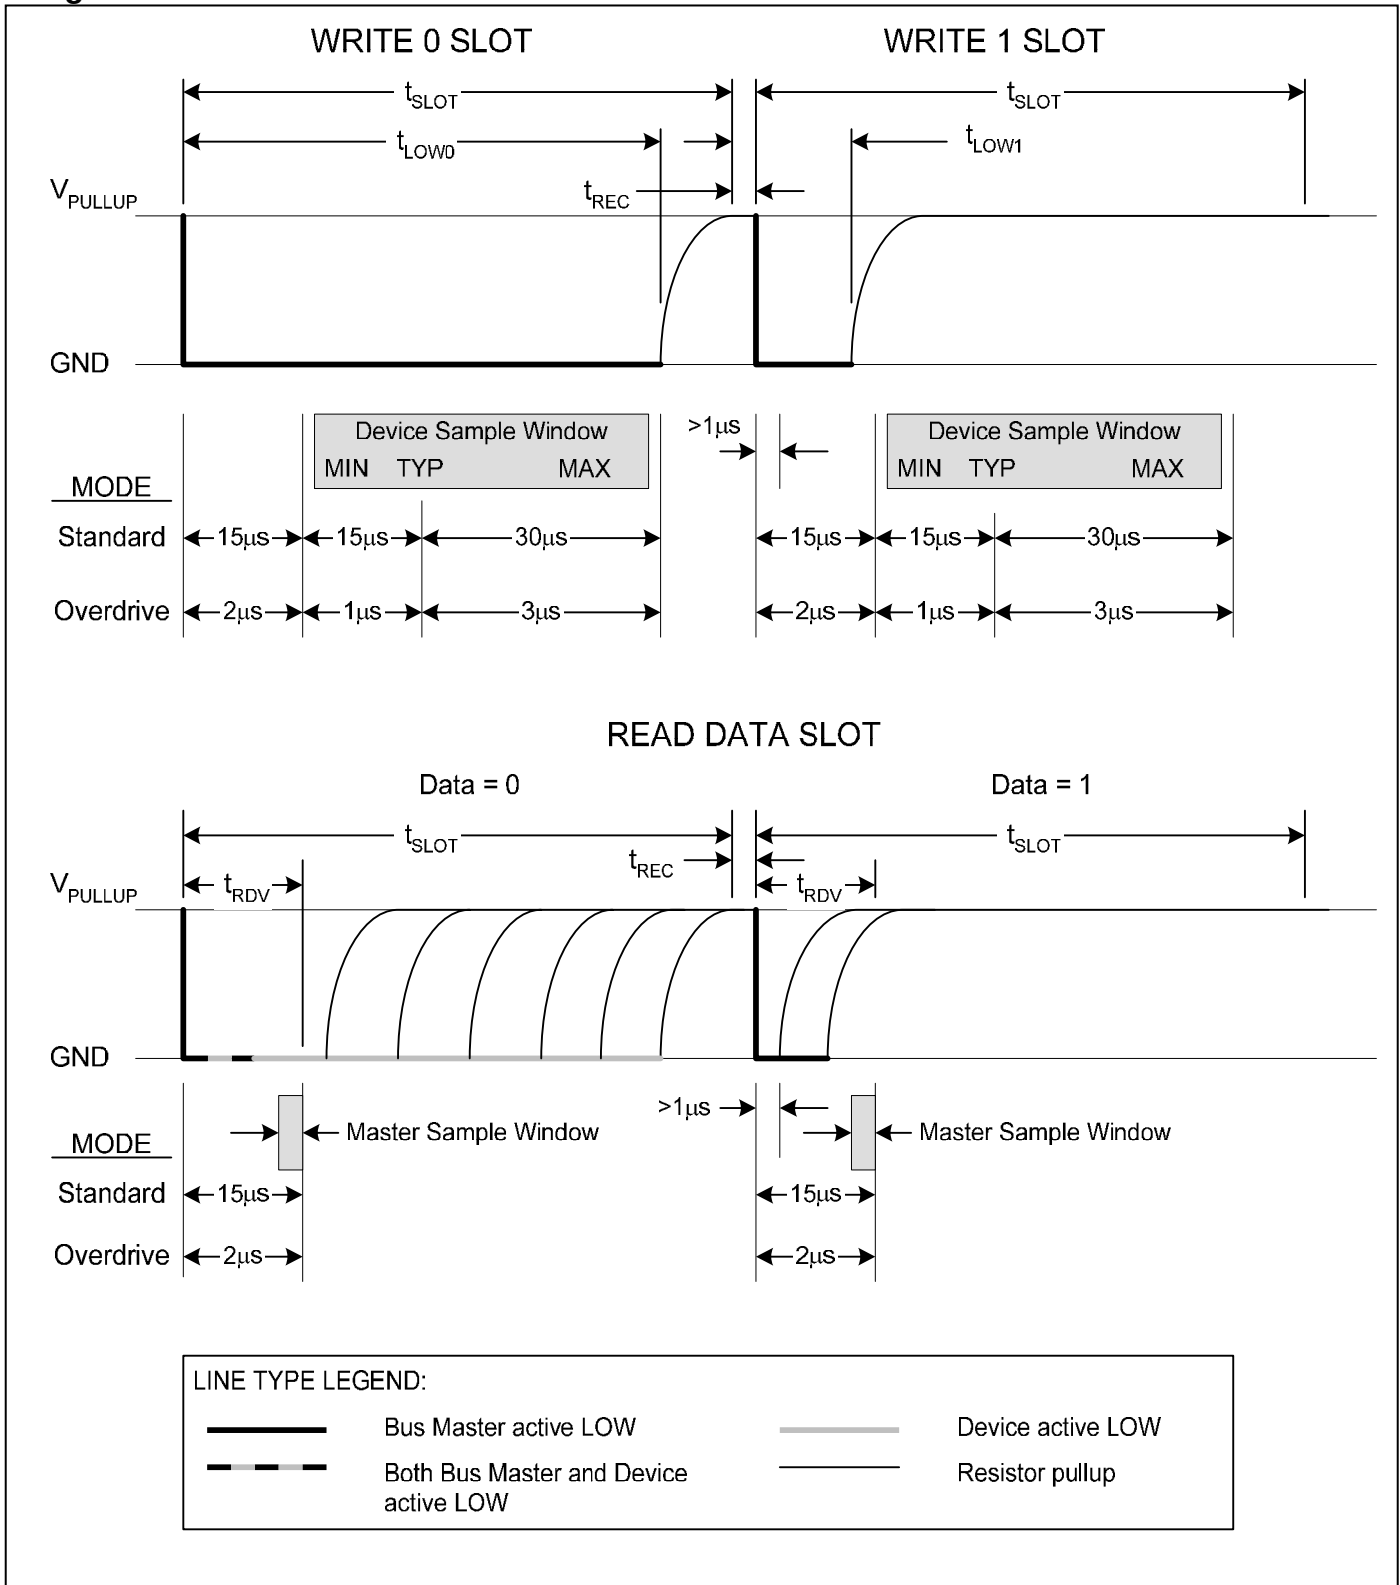 WRITE 0 SLOT WRITE 1 SLOT
tSLOT tSLOT
tLOW0 tLOW1
VPULLUP tREC
GND
Device Sample Window >1µs Device Sample Window
MIN TYP MAX MIN TYP MAX
MODE
Standard 15µs 15µs 30µs 15µs 15µs 30µs
Overdrive 2µs 1µs 3µs 2µs 1µs 3µs
READ DATA SLOT
Data = 0 Data = 1
tSLOT tSLOT
tREC
VPULLUP tRDV tRDV
GND
>1µs
MODE Master Sample Window Master Sample Window
Standard 15µs 15µs
Overdrive 2µs 2µs
LINE TYPE LEGEND:
Bus Master active LOW Device active LOW
Both Bus Master and Device Resistor pullup
active LOW